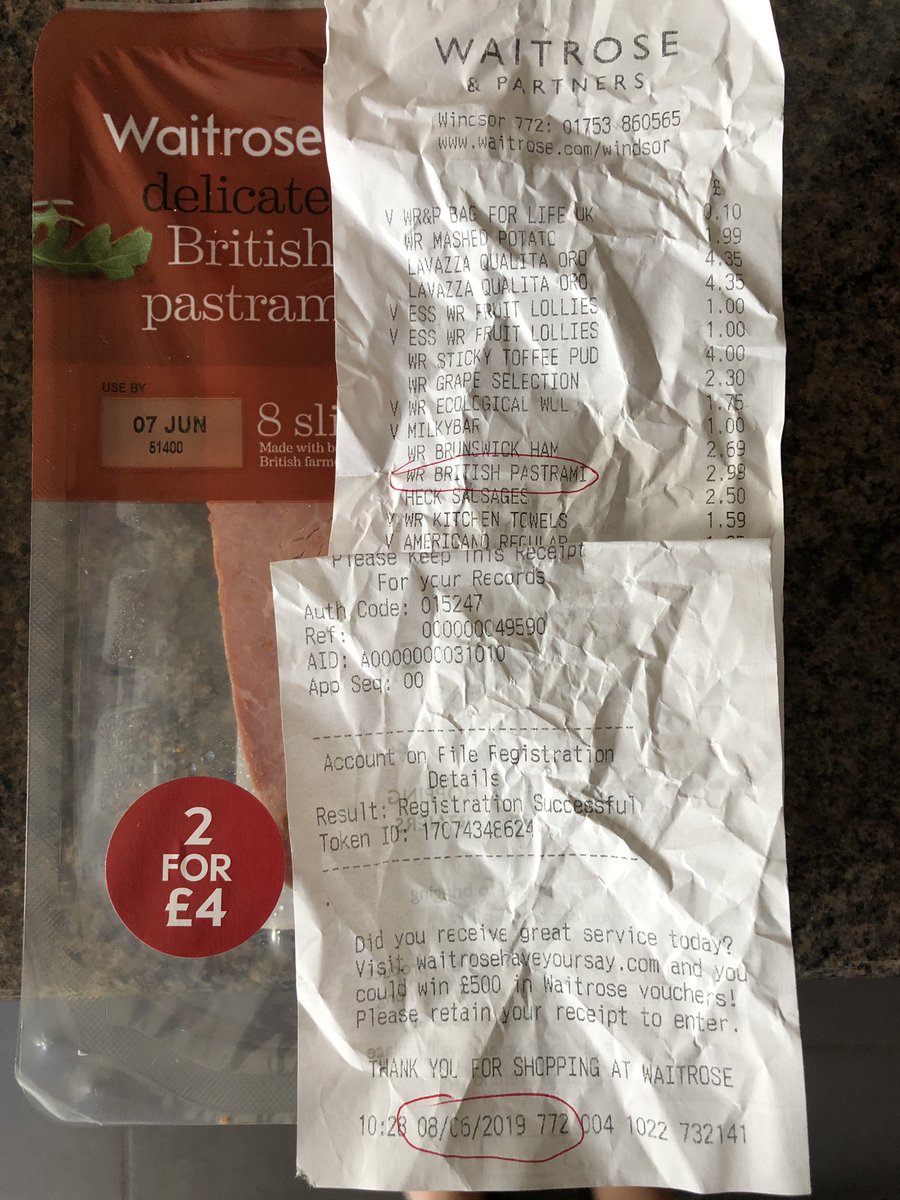 Waitrose
delicate
British
pastram
USE BY
07 JUN
51400
8 sli
Made with b
British farm
2
FOR
£4
WAITROSE
& PARTNERS
Windsor 772: 01753 860565
www.waitrose.com/windsor
£
V WR&P BAG FOR LIFE UK 0.10
WR MASHED POTATO 1.99
LAVAZZA QUALITA ORO 4.35
LAVAZZA QUALITA ORO 4.35
V ESS WR FRUIT LOLLIES 1.00
V ESS WR FRUIT LOLLIES 1.00
WR STICKY TOFFEE PUD 4.00
WR GRAPE SELECTION 2.30
V WR ECOLOGICAL WUL 1.75
V MILKYBAR 1.00
WR BRUNSWICK HAM 2.69
WR BRITISH PASTRAMI 2.99
HECK SAUSAGES 2.50
V WR KITCHEN TOWELS 1.59
V AMERICANO REGULAR
Please Keep This Receipt
For your Records
Auth Code: 015247
Ref: 000000049590
AID: A0000000031010
App Seq: 00
Account on File Registration
Details
Result: Registration Successful
Token ID: 17074348624
Did you receive great service today?
Visit waitrosehaveyoursay.com and you
could win £500 in Waitrose vouchers!
Please retain your receipt to enter.
THANK YOU FOR SHOPPING AT WAITROSE
10:28 08/06/2019 772 004 1022 732141